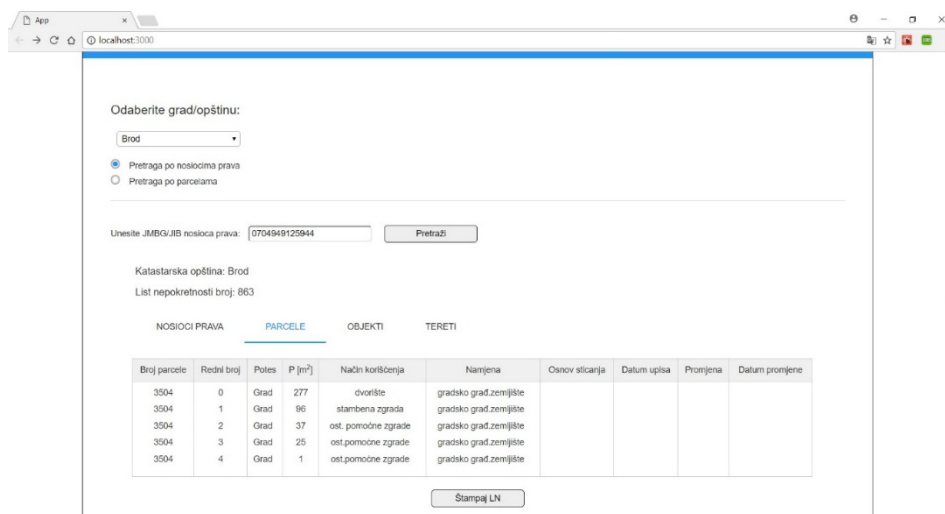 App
localhost:3000
Odaberite grad/opštinu:
Brod
Pretraga po nosiocima prava
Pretraga po parcelama
Unesite JMBG/JIB nosioca prava: 0704949125944 Pretraži
Katastarska opština: Brod
List nepokretnosti broj: 863
NOSIOCI PRAVA PARCELE OBJEKTI TERETI
Broj parcele Redni broj Potes P [m²] Način korišćenja Namjena Osnov sticanja Datum upisa Promjena Datum promjene
3504 0 Grad 277 dvorište gradsko građ.zemljište
3504 1 Grad 96 stambena zgrada gradsko građ.zemljište
3504 2 Grad 37 ost. pomoćne zgrade gradsko građ.zemljište
3504 3 Grad 25 ost.pomoćne zgrade gradsko građ.zemljište
3504 4 Grad 1 ost.pomoćne zgrade gradsko građ.zemljište
Štampaj LN